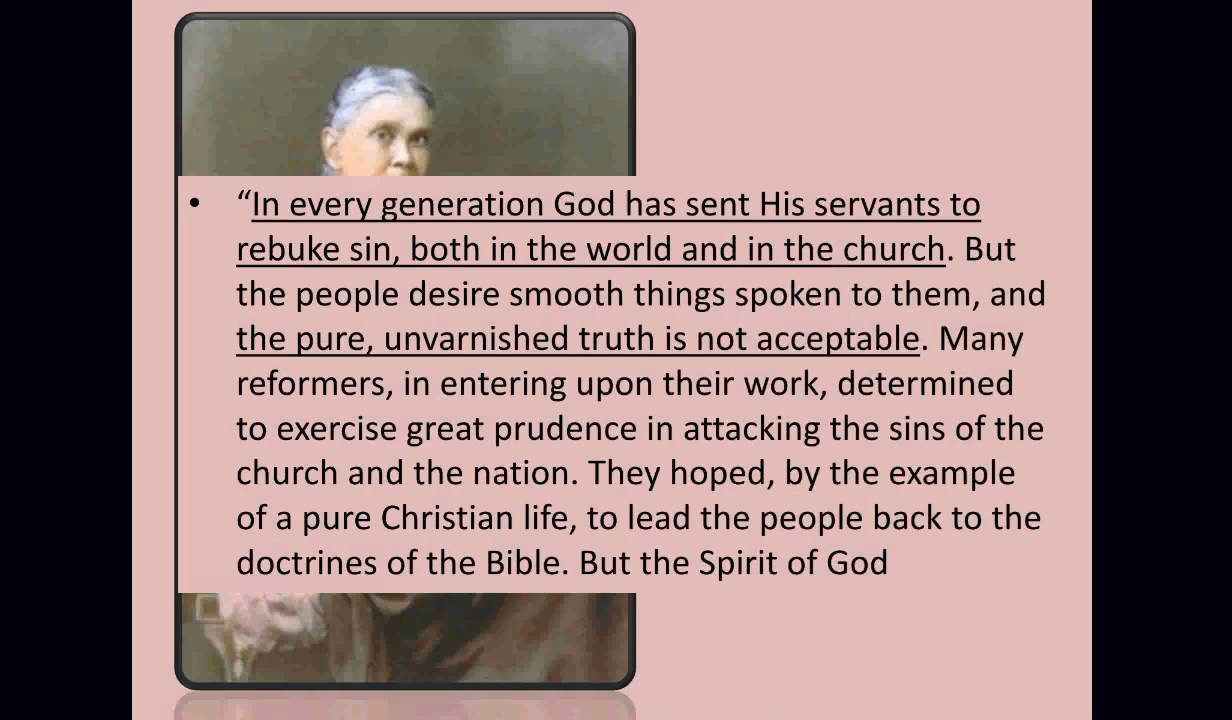 • “In every generation God has sent His servants to
rebuke sin, both in the world and in the church. But
the people desire smooth things spoken to them, and
the pure, unvarnished truth is not acceptable. Many
reformers, in entering upon their work, determined
to exercise great prudence in attacking the sins of the
church and the nation. They hoped, by the example
of a pure Christian life, to lead the people back to the
doctrines of the Bible. But the Spirit of God